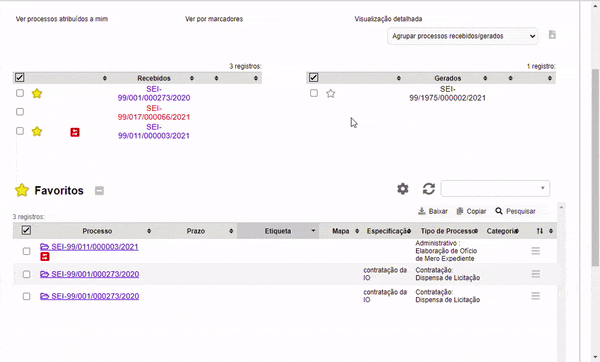 Ver processos atribuídos a mim
Ver por marcadores
Visualização detalhada
Agrupar processos recebidos/gerados
3 registros:
Recebidos
SEI-
99/001/000273/2020
SEI-
99/017/000066/2021
SEI-
99/011/000003/2021
1 registro:
Gerados
SEI-
99/1975/000002/2021
Favoritos
Baixar Copiar Pesquisar
3 registros:
Processo Prazo Etiqueta Mapa Especificação Tipo de Processo Categoria
SEI-99/011/000003/2021
Administrativo :
Elaboração de Ofício
de Mero Expediente
SEI-99/001/000273/2020
contratação da
IO
Contratação:
Dispensa de Licitação
SEI-99/001/000273/2020
contratação da
IO
Contratação:
Dispensa de Licitação